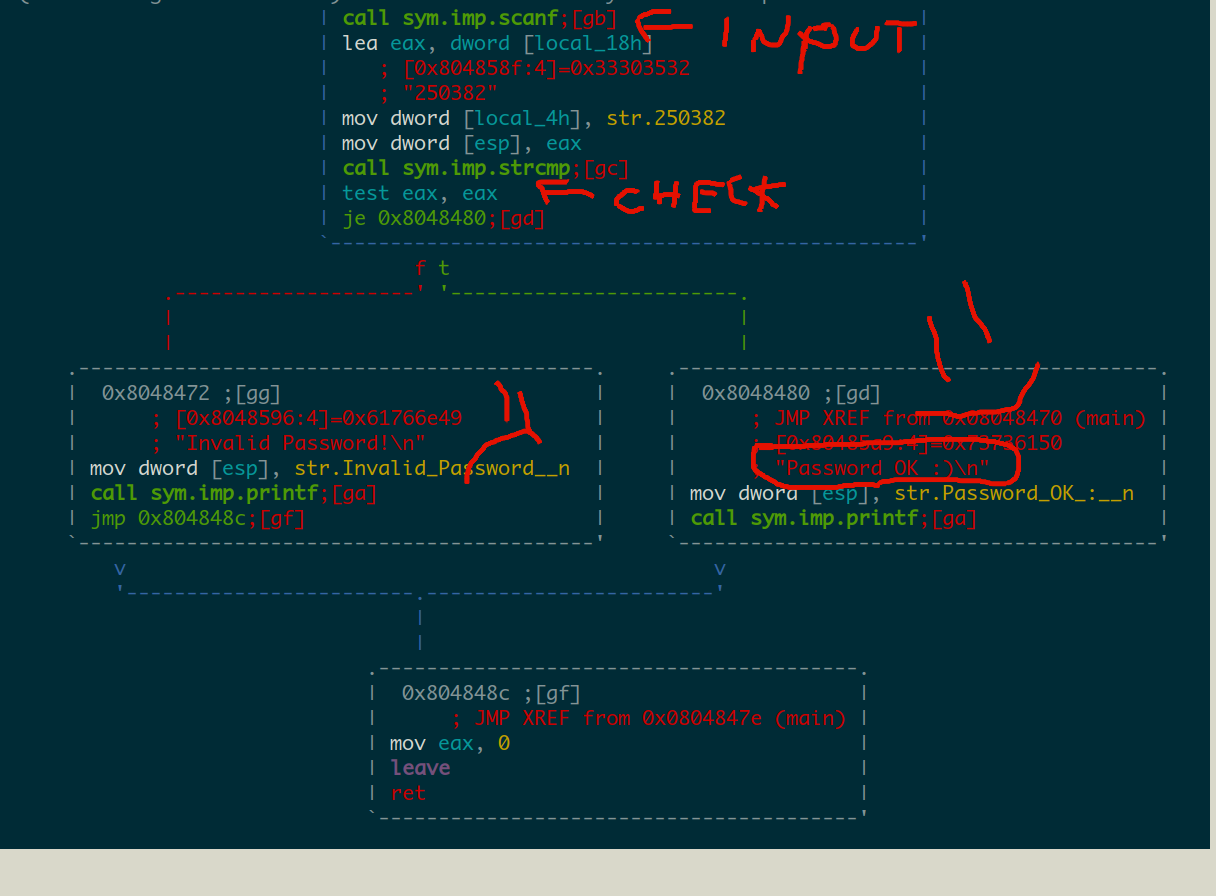 call sym.imp.scanf;[gb] INPUT
lea eax, dword [local_18h]
; [0x804858f:4]=0x33303532
; "250382"
mov dword [local_4h], str.250382
mov dword [esp], eax
call sym.imp.strcmp;[gc]
test eax, eax CHECK
je 0x8048480;[gd]
f t
0x8048472 ;[gg]
; [0x8048596:4]=0x61766e49
; "Invalid Password!\n"
mov dword [esp], str.Invalid_Password__n
call sym.imp.printf;[ga]
jmp 0x804848c;[gf]
0x8048480 ;[gd]
; JMP XREF from 0x08048470 (main)
; [0x80485a9:4]=0x73736150
; "Password OK :)\n"
mov dword [esp], str.Password_OK_:__n
call sym.imp.printf;[ga]
v v
0x804848c ;[gf]
; JMP XREF from 0x0804847e (main)
mov eax, 0
leave
ret